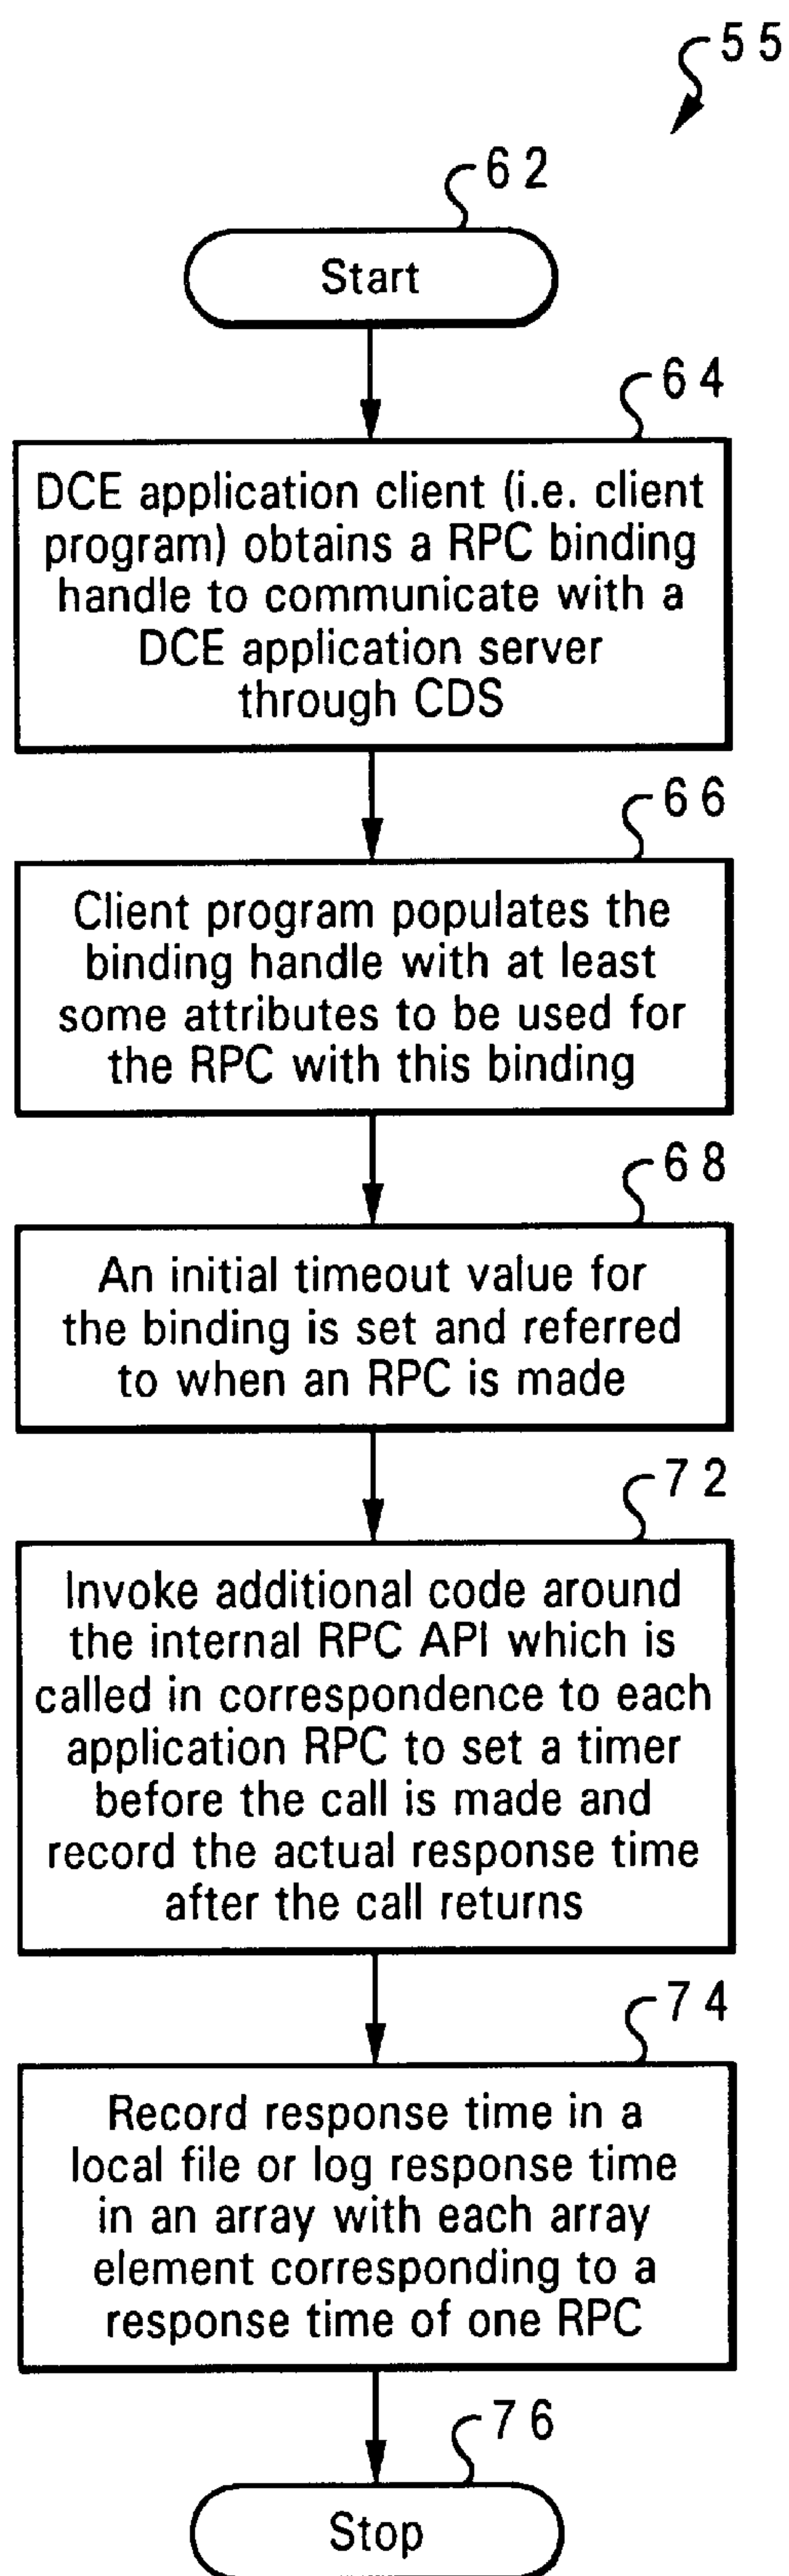 55
62
Start
64
DCE application client (i.e. client
program) obtains a RPC binding
handle to communicate with a
DCE application server
through CDS
66
Client program populates the
binding handle with at least
some attributes to be used for
the RPC with this binding
68
An initial timeout value for
the binding is set and referred
to when an RPC is made
72
Invoke additional code around
the internal RPC API which is
called in correspondence to each
application RPC to set a timer
before the call is made and
record the actual response time
after the call returns
74
Record response time in a
local file or log response time
in an array with each array
element corresponding to a
response time of one RPC
76
Stop